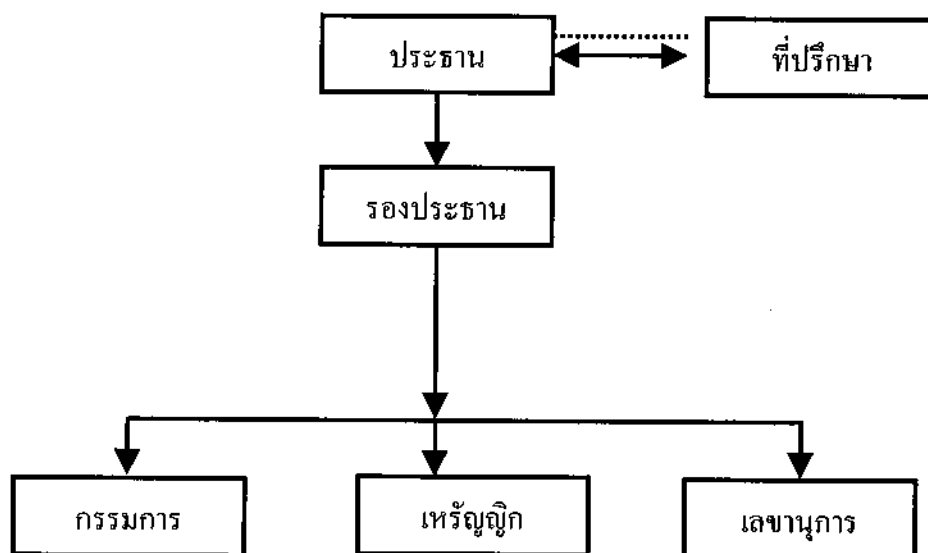 ประธาน
ที่ปรึกษา
รองประธาน
กรรมการ
เหรัญญิก
เลขานุการ